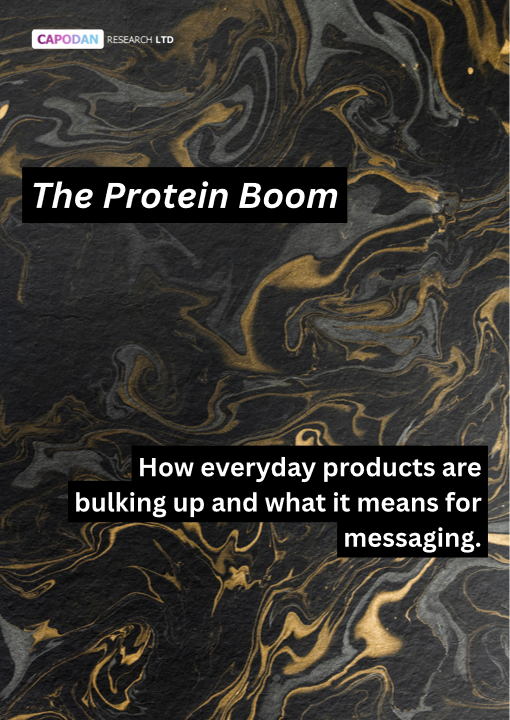 CAPODAN RESEARCH LTD
The Protein Boom
How everyday products are
bulking up and what it means for
messaging.